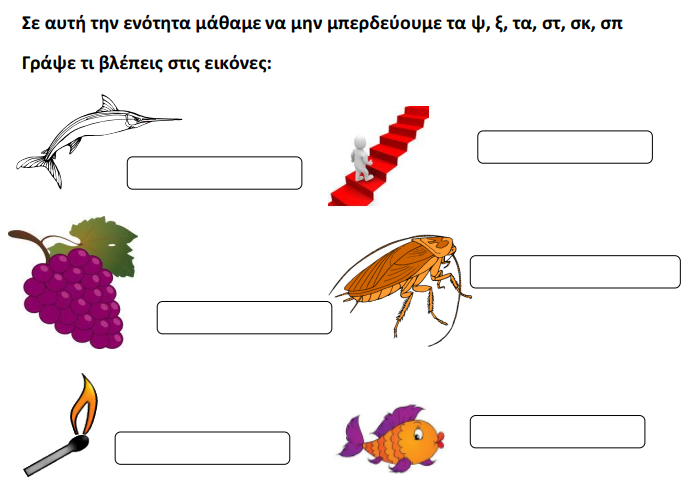 Σε αυτή την ενότητα μάθαμε να μην μπερδεύουμε τα ψ, ξ, τα, στ, σκ, σπ
Γράψε τι βλέπεις στις εικόνες: